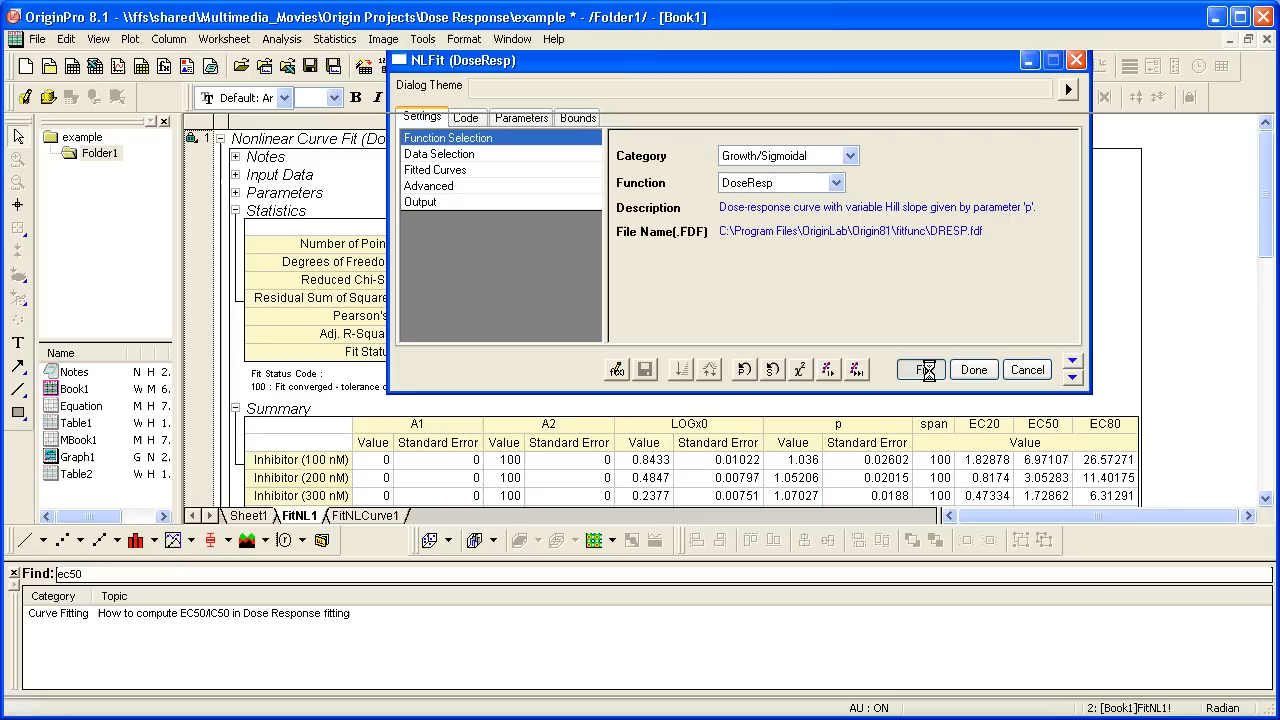 OriginPro 8.1 - \\ffs\shared\Multimedia_Movies\Origin Projects\Dose Response\example * - /Folder1/ - [Book1]
File Edit View Plot Column Worksheet Analysis Statistics Image Tools Format Window Help
NLFit (DoseResp)
Dialog Theme
Default: Ar
B I
Settings Code Parameters Bounds
Function Selection
Data Selection
Fitted Curves
Advanced
Output
Category Growth/Sigmoidal
Function DoseResp
Description Dose-response curve with variable Hill slope given by parameter 'p'.
File Name(.FDF) C:\Program Files\OriginLab\Origin81\fitfunc\DRESP.fdf
Done Cancel
example
Folder1
1
Nonlinear Curve Fit (Do
Notes
Input Data
Parameters
Statistics
Number of Poin
Degrees of Freedo
Reduced Chi-S
Residual Sum of Square
Pearson's
Adj. R-Squa
Fit Statu
Fit Status Code :
100 : Fit converged - tolerance c
Summary
A1 A2 LOGx0 p span EC20 EC50 EC80
Value Standard Error Value Standard Error Value Standard Error Value Standard Error Value
Inhibitor (100 nM) 0 0 100 0 0.8433 0.0102 1.036 0.02602 100 1.82878 6.97107 26.57271
Inhibitor (200 nM) 0 0 100 0 0.4847 0.00797 1.05206 0.02015 100 0.8174 3.05283 11.40175
Inhibitor (300 nM) 0 0 100 0 0.2377 0.00751 1.07027 0.0188 100 0.47334 1.72862 6.31291
Name
Notes N H 2.
Book1 W M 6.
Equation W H 2.
Table1 W H 2.
MBook1 M H 2.
Graph1 G N 2.
Table2 W H 2.
Sheet1 FitNL1 FitNLCurve1
Find: ec50
Category Topic
Curve Fitting How to compute EC50/IC50 in Dose Response fitting
AU : ON 2: [Book1]FitNL1! Radian